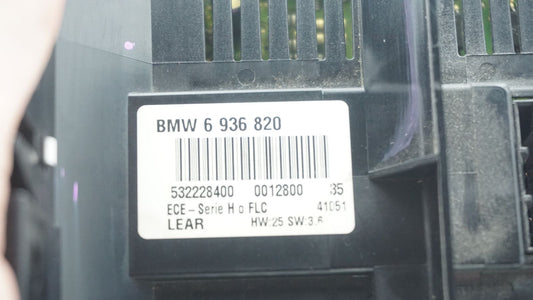 BMW 6 936 820
532228400 0012800 35
ECE-Serie H o FLC 41051
LEAR HW:25 SW:3,6